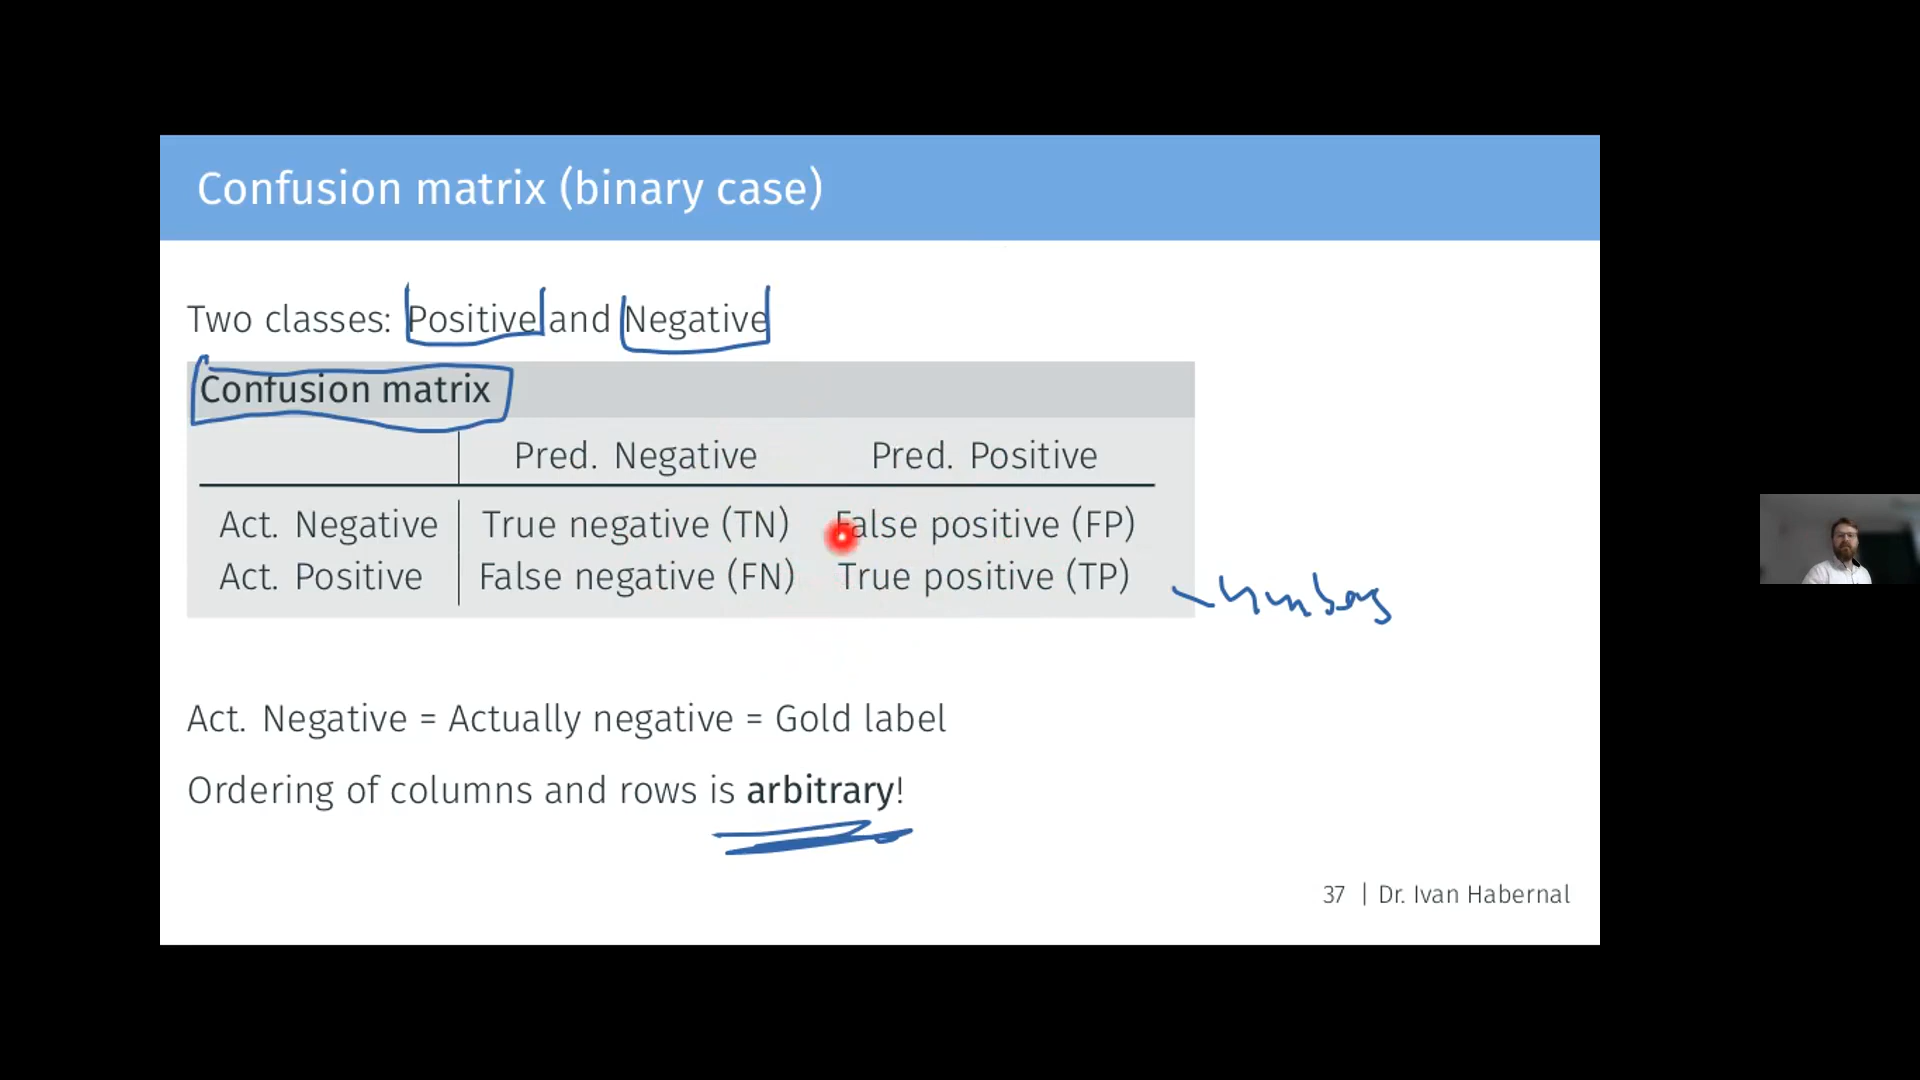 Confusion matrix (binary case)
Two classes: Positive and Negative
Confusion matrix
Pred. Negative Pred. Positive
Act. Negative True negative (TN) False positive (FP)
Act. Positive False negative (FN) True positive (TP)
numbers
Act. Negative = Actually negative = Gold label
Ordering of columns and rows is arbitrary!
37 | Dr. Ivan Habernal